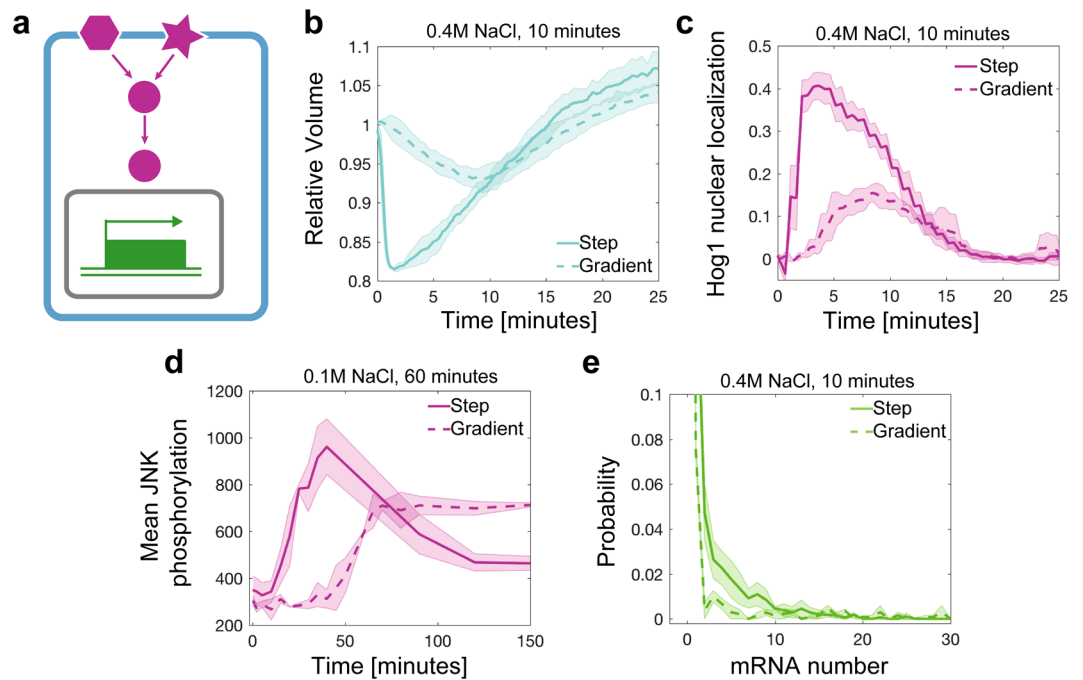 a
b
0.4M NaCl, 10 minutes
1.1
1.05
1
0.95
0.9
0.85
0.8
Relative Volume
Step
Gradient
0
5
10
15
20
25
Time [minutes]
c
0.4M NaCl, 10 minutes
0.5
0.4
0.3
0.2
0.1
0
Hog1 nuclear localization
Step
Gradient
0
5
10
15
20
25
Time [minutes]
d
0.1M NaCl, 60 minutes
1200
1000
800
600
400
200
Mean JNK
phosphorylation
Step
Gradient
0
50
100
150
Time [minutes]
e
0.4M NaCl, 10 minutes
0.1
0.08
0.06
0.04
0.02
0
Probability
Step
Gradient
0
10
20
30
mRNA number